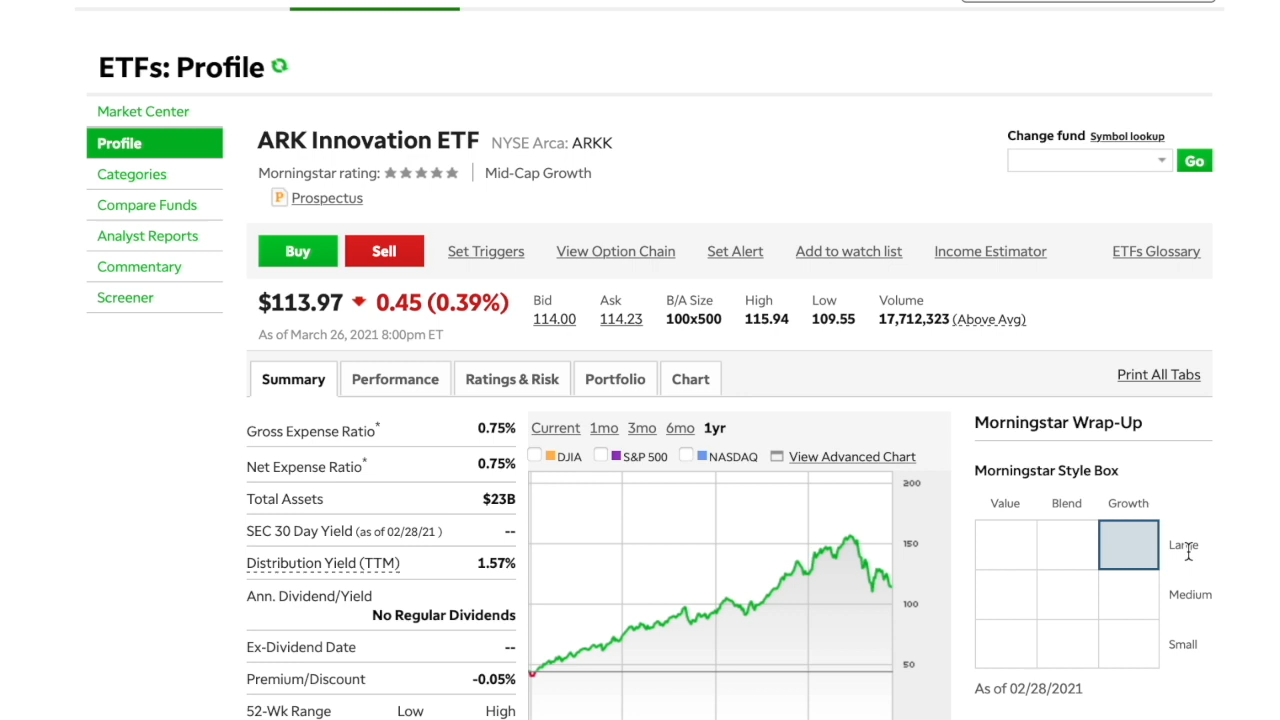 ETFs: Profile
Market Center
Profile
Categories
Compare Funds
Analyst Reports
Commentary
Screener
ARK Innovation ETF NYSE Arca: ARKK
Morningstar rating: Mid-Cap Growth
P Prospectus
Change fund Symbol lookup
Go
Buy Sell Set Triggers View Option Chain Set Alert Add to watch list Income Estimator ETFs Glossary
$113.97 0.45 (0.39%)
As of March 26, 2021 8:00pm ET
Bid Ask B/A Size High Low Volume
114.00 114.23 100x500 115.94 109.55 17,712,323 (Above Avg)
Summary Performance Ratings & Risk Portfolio Chart Print All Tabs
Gross Expense Ratio* 0.75%
Net Expense Ratio* 0.75%
Total Assets $23B
SEC 30 Day Yield (as of 02/28/21 ) --
Distribution Yield (TTM) 1.57%
Ann. Dividend/Yield
No Regular Dividends
Ex-Dividend Date --
Premium/Discount -0.05%
52-Wk Range Low High
Current 1mo 3mo 6mo 1yr
DJIA S&P 500 NASDAQ View Advanced Chart
200
150
100
50
Morningstar Wrap-Up
Morningstar Style Box
Value Blend Growth
Large
Medium
Small
As of 02/28/2021